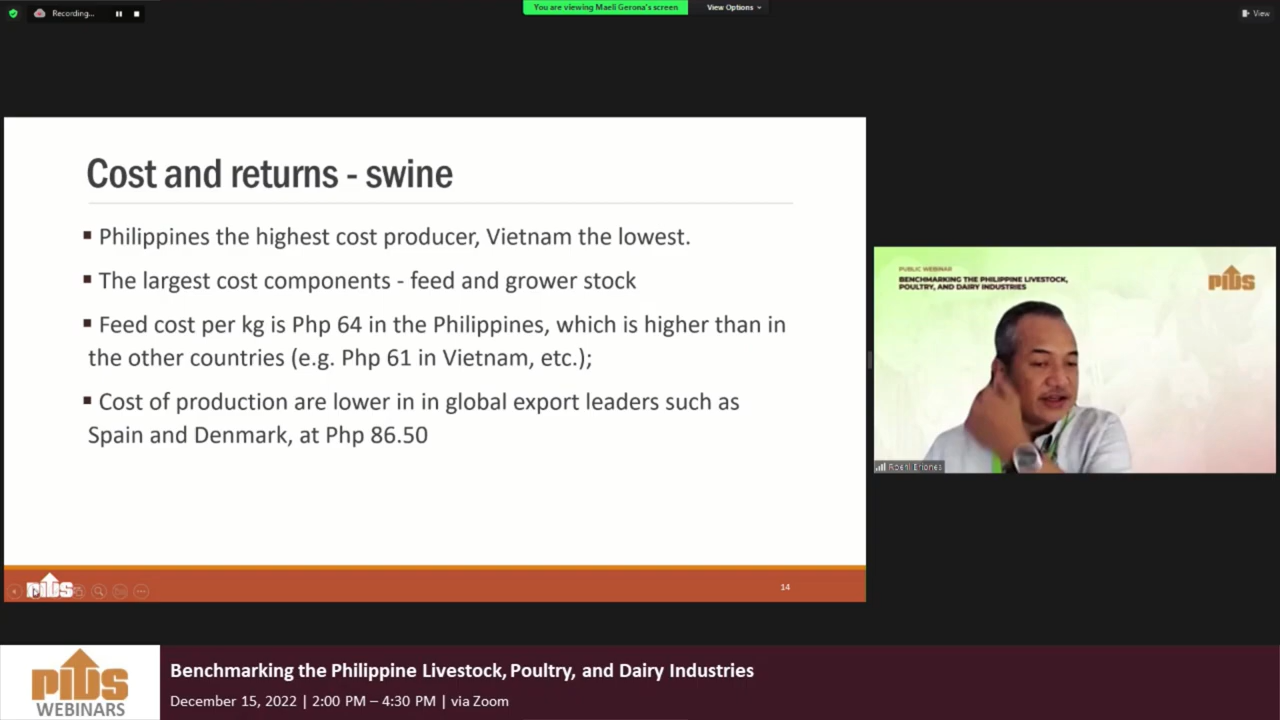 Recording...
You are viewing Maeli Gerona's screen
View Options
View
Cost and returns - swine
▪ Philippines the highest cost producer, Vietnam the lowest.
▪ The largest cost components - feed and grower stock
▪ Feed cost per kg is Php 64 in the Philippines, which is higher than in
the other countries (e.g. Php 61 in Vietnam, etc.);
▪ Cost of production are lower in in global export leaders such as
Spain and Denmark, at Php 86.50
PIDS
14
PUBLIC WEBINAR
BENCHMARKING THE PHILIPPINE LIVESTOCK,
POULTRY, AND DAIRY INDUSTRIES
PIDS
Roehl Briones
PIDS
WEBINARS
Benchmarking the Philippine Livestock, Poultry, and Dairy Industries
December 15, 2022 | 2:00 PM – 4:30 PM | via Zoom